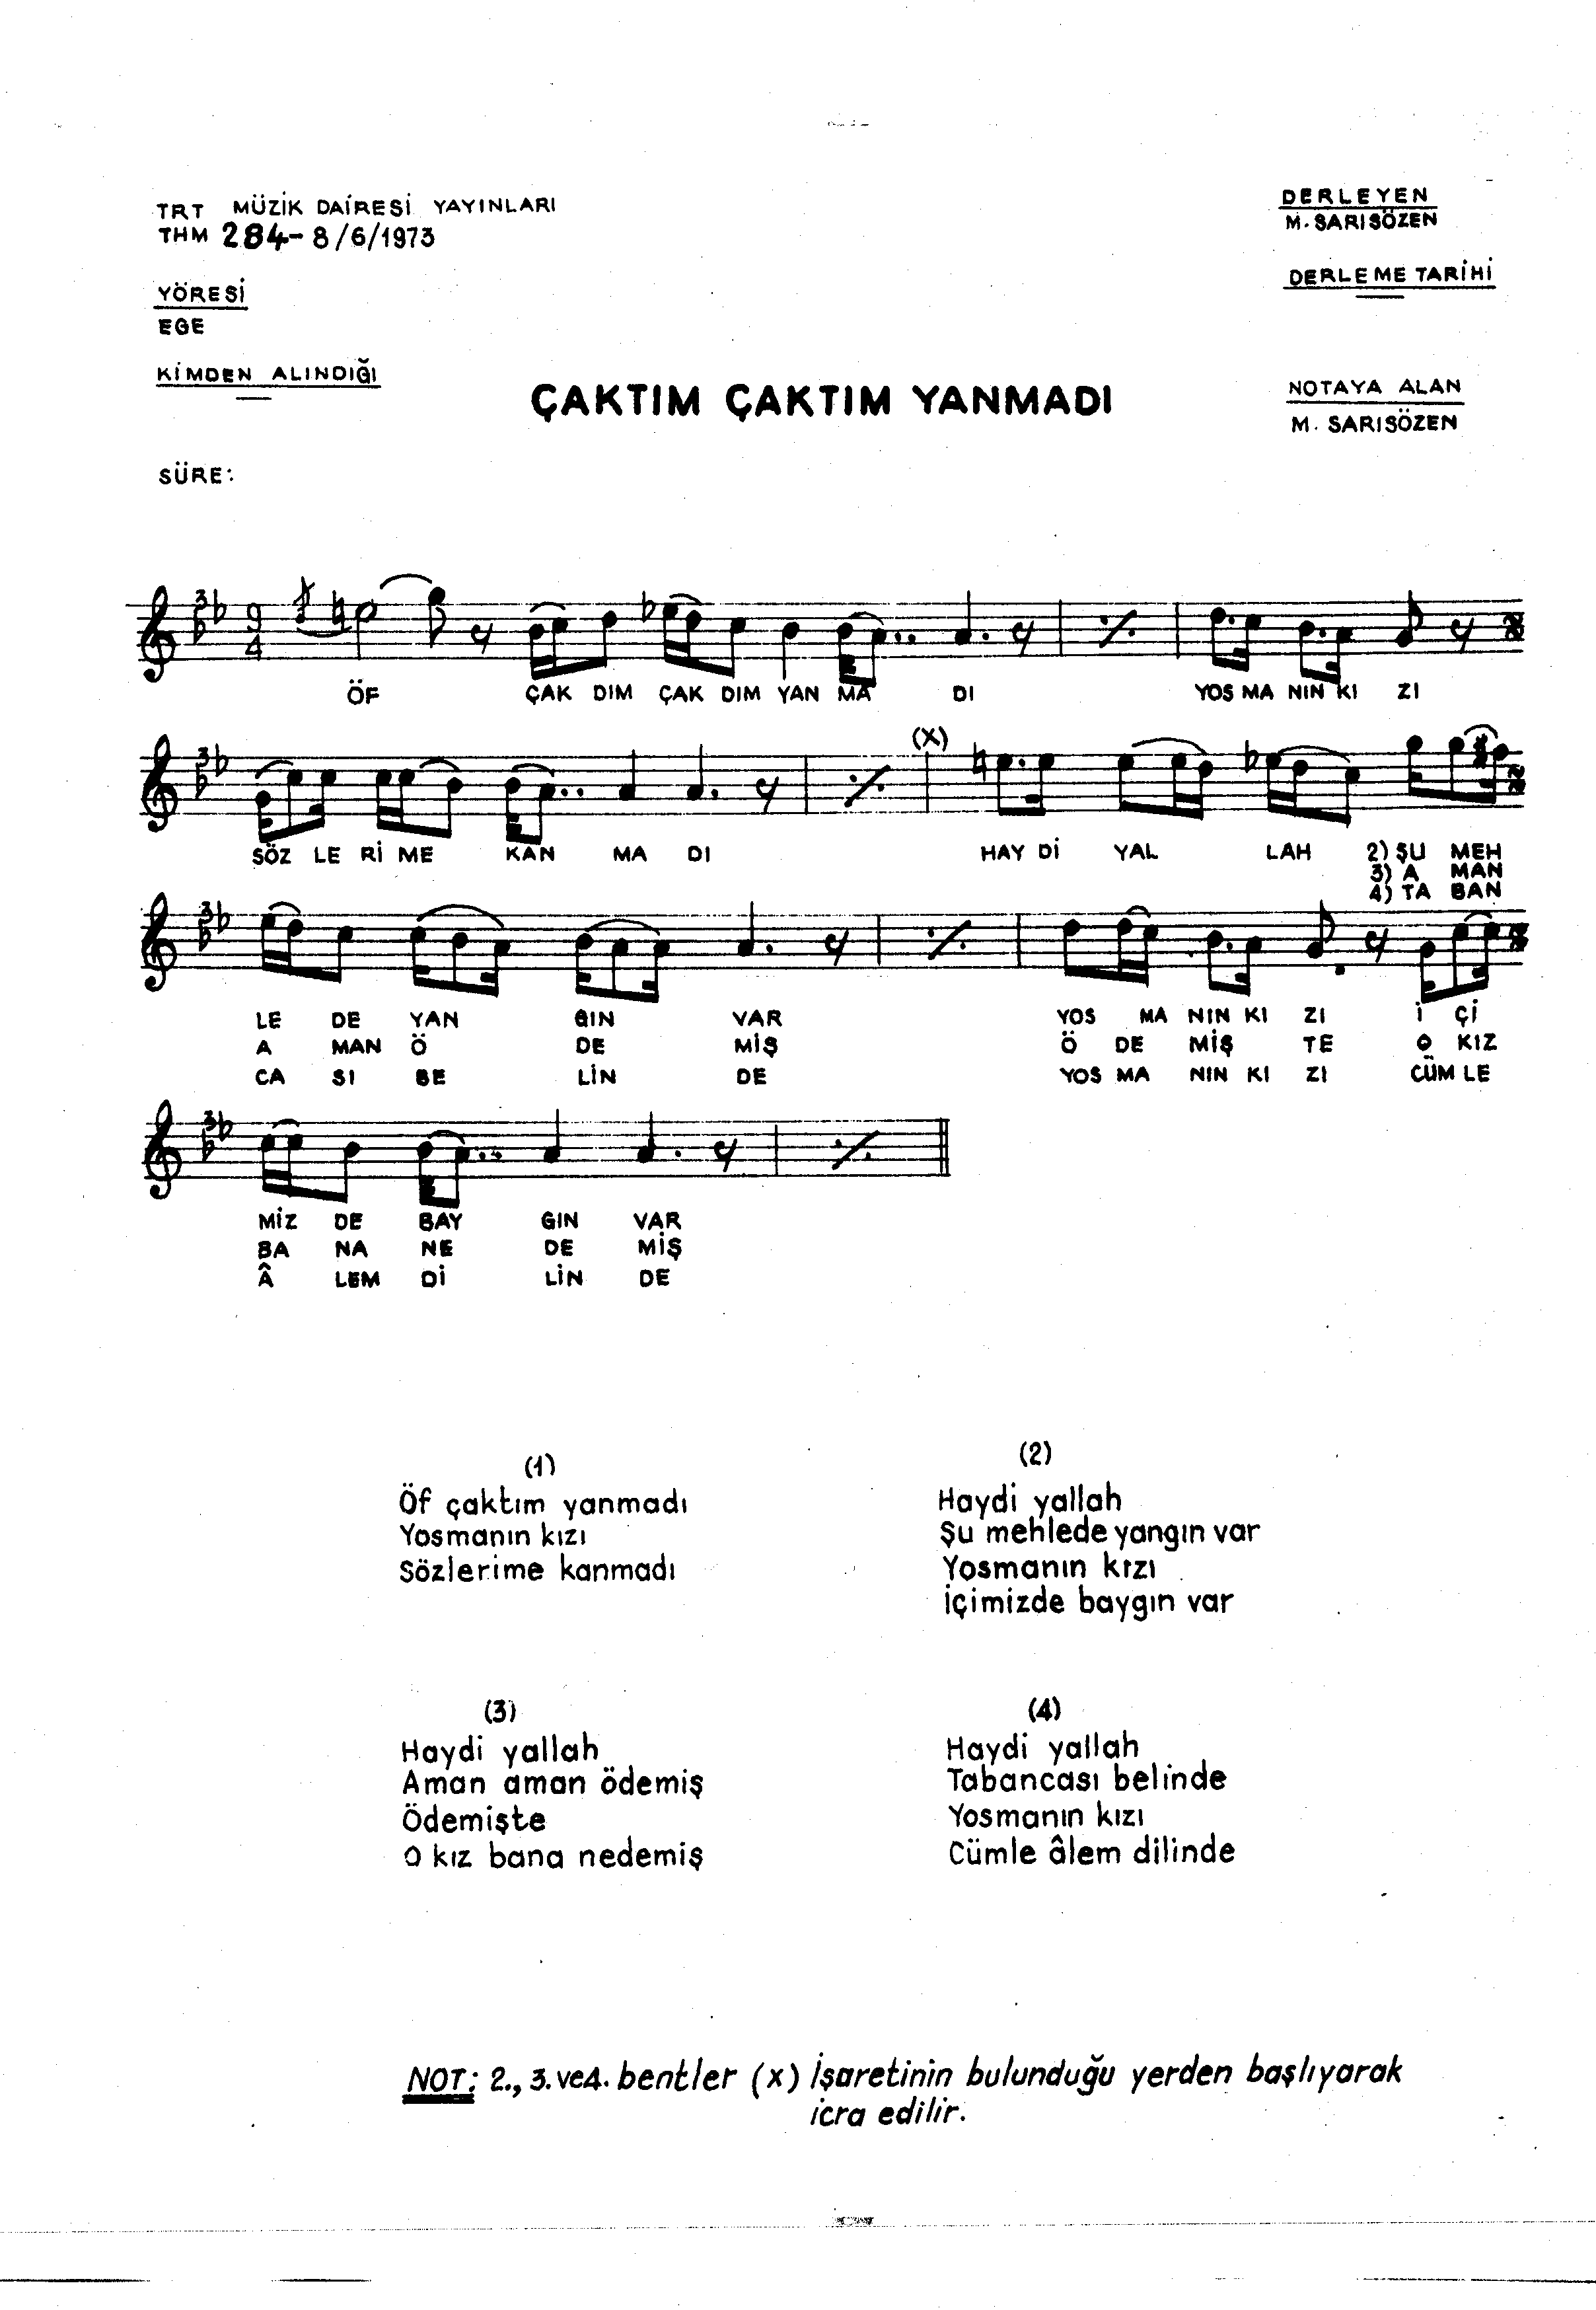 TRT MÜZİK DAİRESİ YAYINLARI
THM 284- 8/6/1973
YÖRESİ
EGE
KİMDEN ALINDIĞI
SÜRE:
DERLEYEN
M. SARISÖZEN
DERLEME TARİHİ
NOTAYA ALAN
M. SARISÖZEN
ÇAKTIM ÇAKTIM YANMADI
9
4
ÖF ÇAK DIM ÇAK DIM YAN MA DI YOS MA NIN KI ZI
(X)
SÖZ LE Rİ ME KAN MA DI HAY Dİ YAL LAH 2) ŞU MEH
3) A MAN
4) TA BAN
LE DE YAN GIN VAR YOS MA NIN KI ZI İ Çİ
A MAN Ö DE MİŞ Ö DE MİŞ TE O KIZ
CA SI BE LİN DE YOS MA NIN KI ZI CÜM LE
MİZ DE BAY GIN VAR
BA NA NE DE MİŞ
Â LEM Dİ LİN DE
(1)
Öf çaktım yanmadı
Yosmanın kızı
Sözlerime kanmadı
(2)
Haydi yallah
Şu mehlede yangın var
Yosmanın kızı
İçimizde baygın var
(3)
Haydi yallah
Aman aman ödemiş
Ödemişte
O kız bana nedemiş
(4)
Haydi yallah
Tabancası belinde
Yosmanın kızı
Cümle âlem dilinde
NOT: 2., 3. ve 4. bentler (x) İşaretinin bulunduğu yerden başlıyarak
icra edilir.